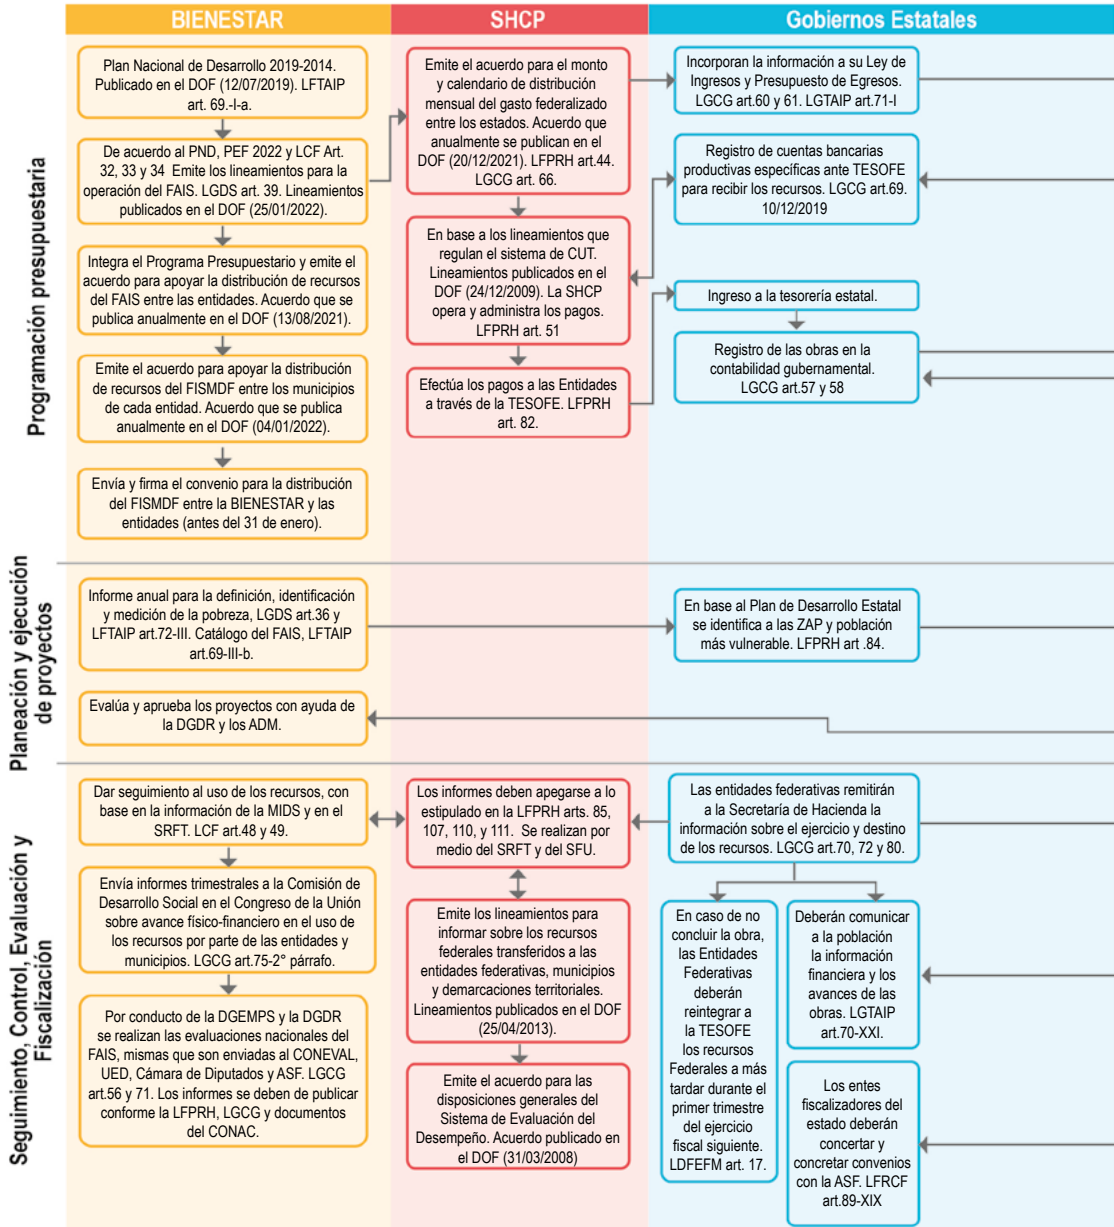 BIENESTAR
SHCP
Gobiernos Estatales
Programación presupuestaria
Plan Nacional de Desarrollo 2019-2014.
Publicado en el DOF (12/07/2019). LFTAIP
art. 69.-I-a.
De acuerdo al PND, PEF 2022 y LCF Art.
32, 33 y 34 Emite los lineamientos para la
operación del FAIS. LGDS art. 39. Lineamientos
publicados en el DOF (25/01/2022).
Integra el Programa Presupuestario y emite el
acuerdo para apoyar la distribución de recursos
del FAIS entre las entidades. Acuerdo que se
publica anualmente en el DOF (13/08/2021).
Emite el acuerdo para apoyar la distribución
de recursos del FISMDF entre los municipios
de cada entidad. Acuerdo que se publica
anualmente en el DOF (04/01/2022).
Envía y firma el convenio para la distribución
del FISMDF entre la BIENESTAR y las
entidades (antes del 31 de enero).
Emite el acuerdo para el monto
y calendario de distribución
mensual del gasto federalizado
entre los estados. Acuerdo que
anualmente se publican en el
DOF (20/12/2021). LFPRH art.44.
LGCG art. 66.
En base a los lineamientos que
regulan el sistema de CUT.
Lineamientos publicados en el
DOF (24/12/2009). La SHCP
opera y administra los pagos.
LFPRH art. 51
Efectúa los pagos a las Entidades
a través de la TESOFE. LFPRH
art. 82.
Incorporan la información a su Ley de
Ingresos y Presupuesto de Egresos.
LGCG art.60 y 61. LGTAIP art.71-I
Registro de cuentas bancarias
productivas específicas ante TESOFE
para recibir los recursos. LGCG art.69.
10/12/2019
Ingreso a la tesorería estatal.
Registro de las obras en la
contabilidad gubernamental.
LGCG art.57 y 58
Planeación y ejecución
de proyectos
Informe anual para la definición, identificación
y medición de la pobreza, LGDS art.36 y
LFTAIP art.72-III. Catálogo del FAIS, LFTAIP
art.69-III-b.
Evalúa y aprueba los proyectos con ayuda de
la DGDR y los ADM.
En base al Plan de Desarrollo Estatal
se identifica a las ZAP y población
más vulnerable. LFPRH art .84.
Seguimiento, Control, Evaluación y
Fiscalización
Dar seguimiento al uso de los recursos, con
base en la información de la MIDS y en el
SRFT. LCF art.48 y 49.
Envía informes trimestrales a la Comisión de
Desarrollo Social en el Congreso de la Unión
sobre avance físico-financiero en el uso de
los recursos por parte de las entidades y
municipios. LGCG art.75-2° párrafo.
Por conducto de la DGEMPS y la DGDR
se realizan las evaluaciones nacionales del
FAIS, mismas que son enviadas al CONEVAL,
UED, Cámara de Diputados y ASF. LGCG
art.56 y 71. Los informes se deben de publicar
conforme la LFPRH, LGCG y documentos
del CONAC.
Los informes deben apegarse a lo
estipulado en la LFPRH arts. 85,
107, 110, y 111. Se realizan por
medio del SRFT y del SFU.
Emite los lineamientos para
informar sobre los recursos
federales transferidos a las
entidades federativas, municipios
y demarcaciones territoriales.
Lineamientos publicados en el DOF
(25/04/2013).
Emite el acuerdo para las
disposiciones generales del
Sistema de Evaluación del
Desempeño. Acuerdo publicado en
el DOF (31/03/2008)
Las entidades federativas remitirán
a la Secretaría de Hacienda la
información sobre el ejercicio y destino
de los recursos. LGCG art.70, 72 y 80.
En caso de no
concluir la obra,
las Entidades
Federativas
deberán
reintegrar a
la TESOFE
los recursos
Federales a más
tardar durante el
primer trimestre
del ejercicio
fiscal siguiente.
LDFEFM art. 17.
Deberán comunicar
a la población
la información
financiera y los
avances de las
obras. LGTAIP
art.70-XXI.
Los entes
fiscalizadores del
estado deberán
concertar y
concretar convenios
con la ASF. LFRCF
art.89-XIX